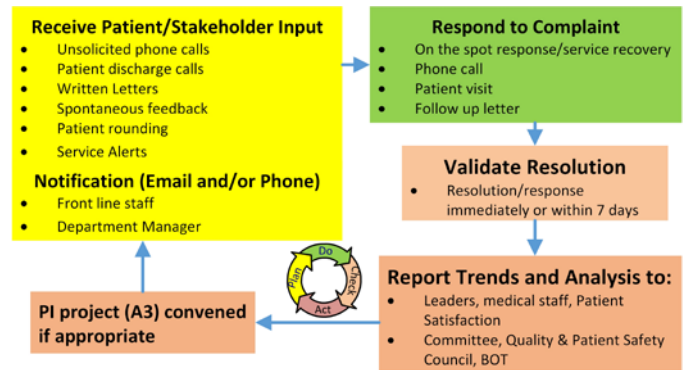 Receive Patient/Stakeholder Input
• Unsolicited phone calls
• Patient discharge calls
• Written Letters
• Spontaneous feedback
• Patient rounding
• Service Alerts
Notification (Email and/or Phone)
• Front line staff
• Department Manager
Respond to Complaint
• On the spot response/service recovery
• Phone call
• Patient visit
• Follow up letter
Validate Resolution
• Resolution/response
immediately or within 7 days
Report Trends and Analysis to:
• Leaders, medical staff, Patient
Satisfaction
• Committee, Quality & Patient Safety
Council, BOT
Plan
Do
Check
Act
PI project (A3) convened
if appropriate